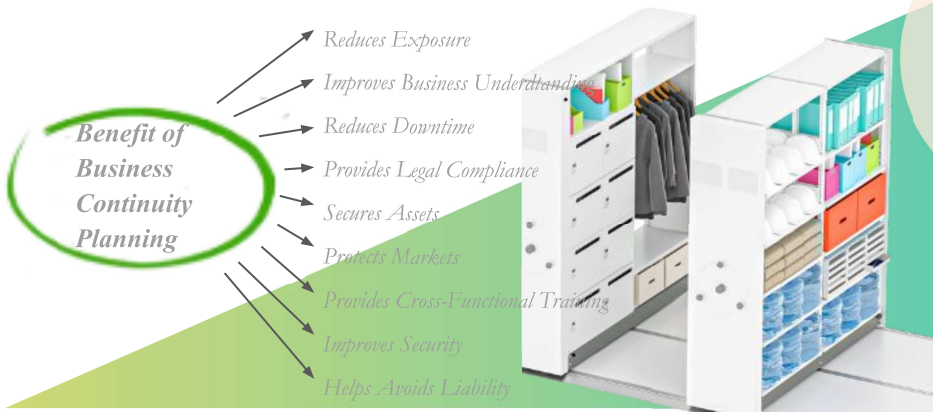 Benefit of
Business
Continuity
Planning
Reduces Exposure
Improves Business Underdtanding
Reduces Downtime
Provides Legal Compliance
Secures Assets
Protects Markets
Provides Cross-Functional Training
Improves Security
Helps Avoids Liability